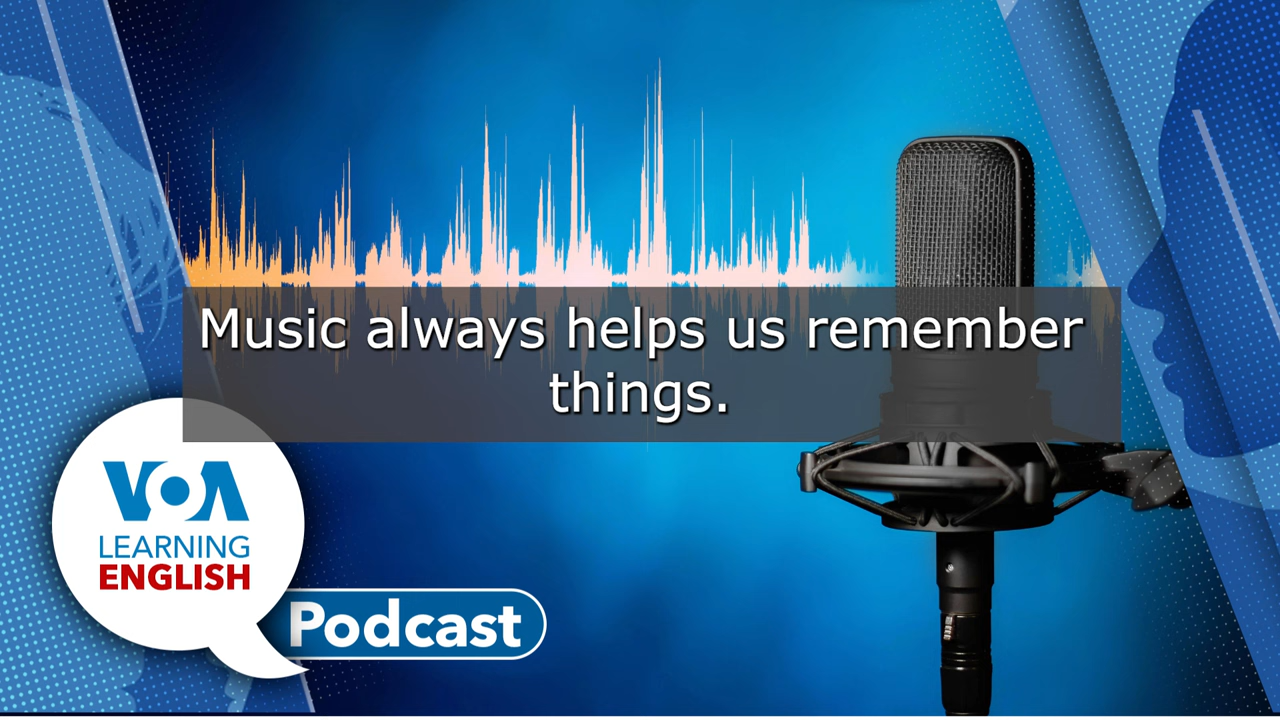 Music always helps us remember
things.
VOA
LEARNING
ENGLISH
Podcast